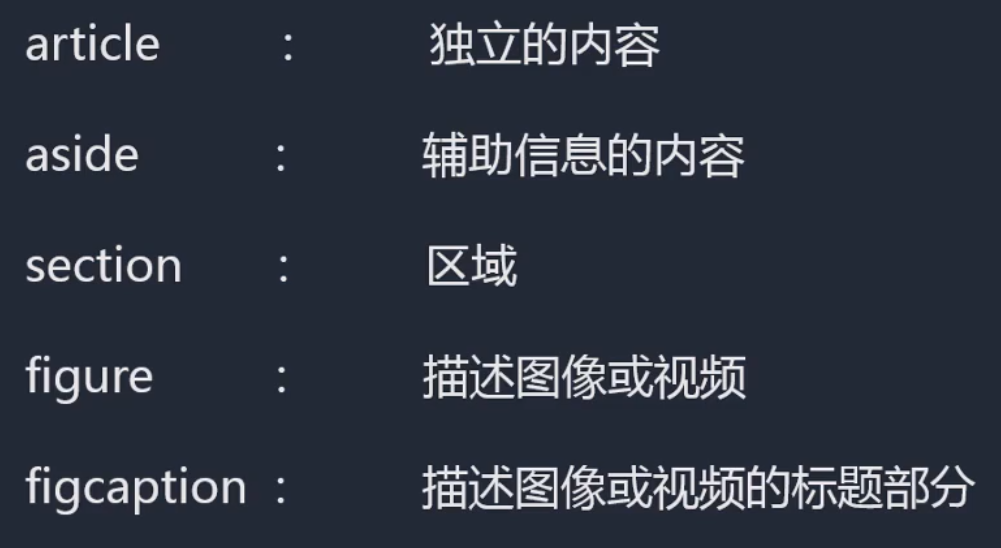 article : 独立的内容
aside : 辅助信息的内容
section : 区域
figure : 描述图像或视频
figcaption : 描述图像或视频的标题部分